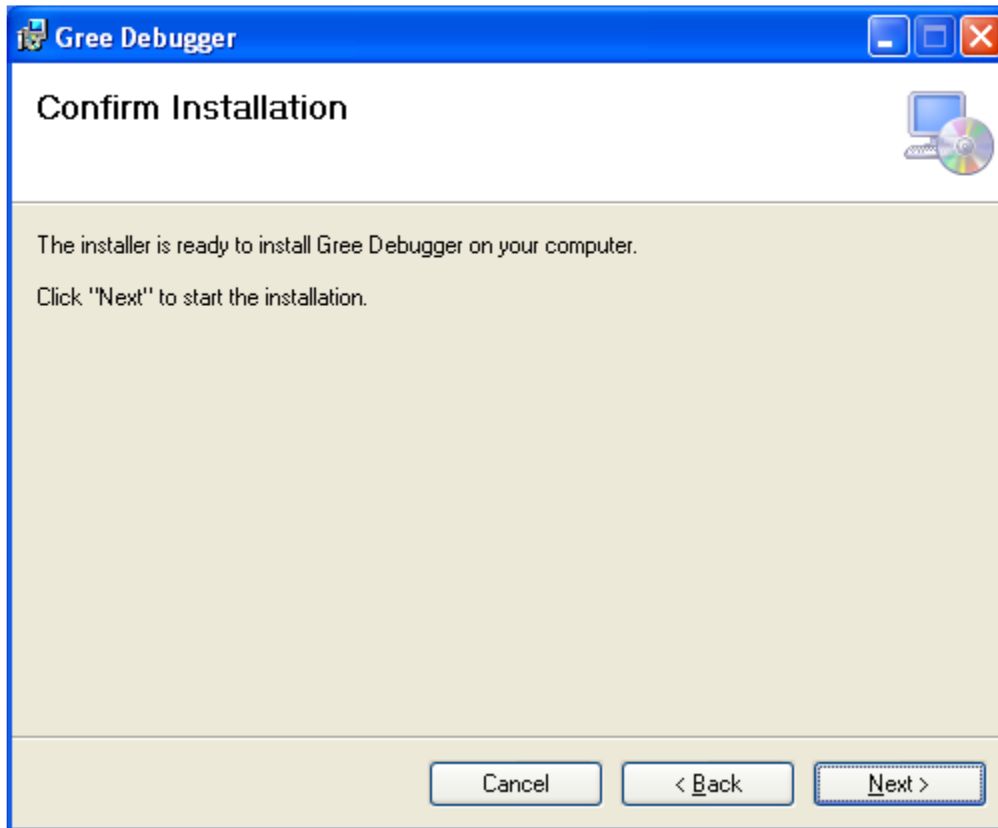 Gree Debugger
Confirm Installation
The installer is ready to install Gree Debugger on your computer.
Click "Next" to start the installation.
Cancel
< Back
Next >